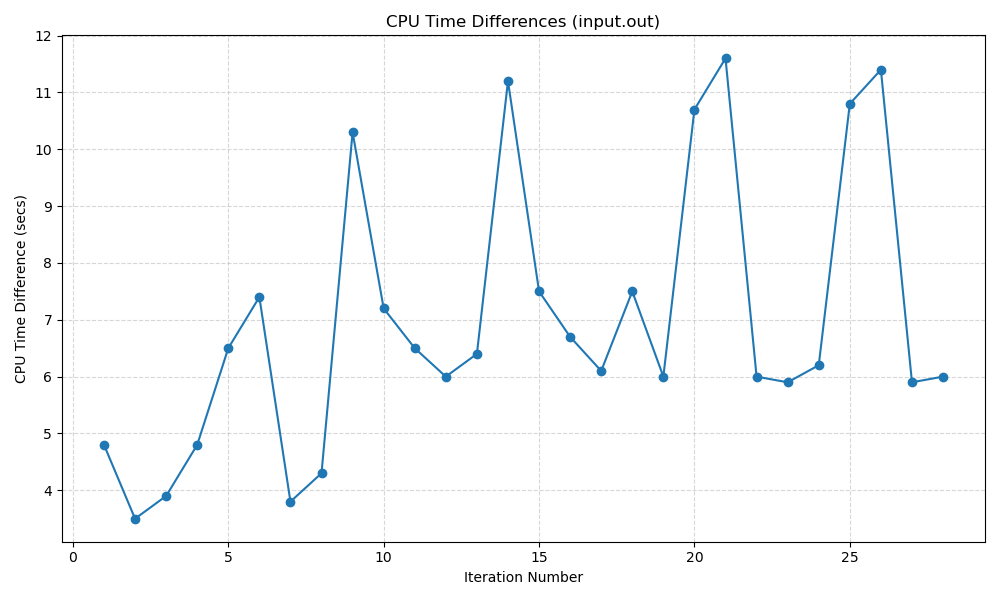 CPU Time Differences (input.out)
12
11
10
9
8
7
6
5
4
CPU Time Difference (secs)
0 5 10 15 20 25
Iteration Number